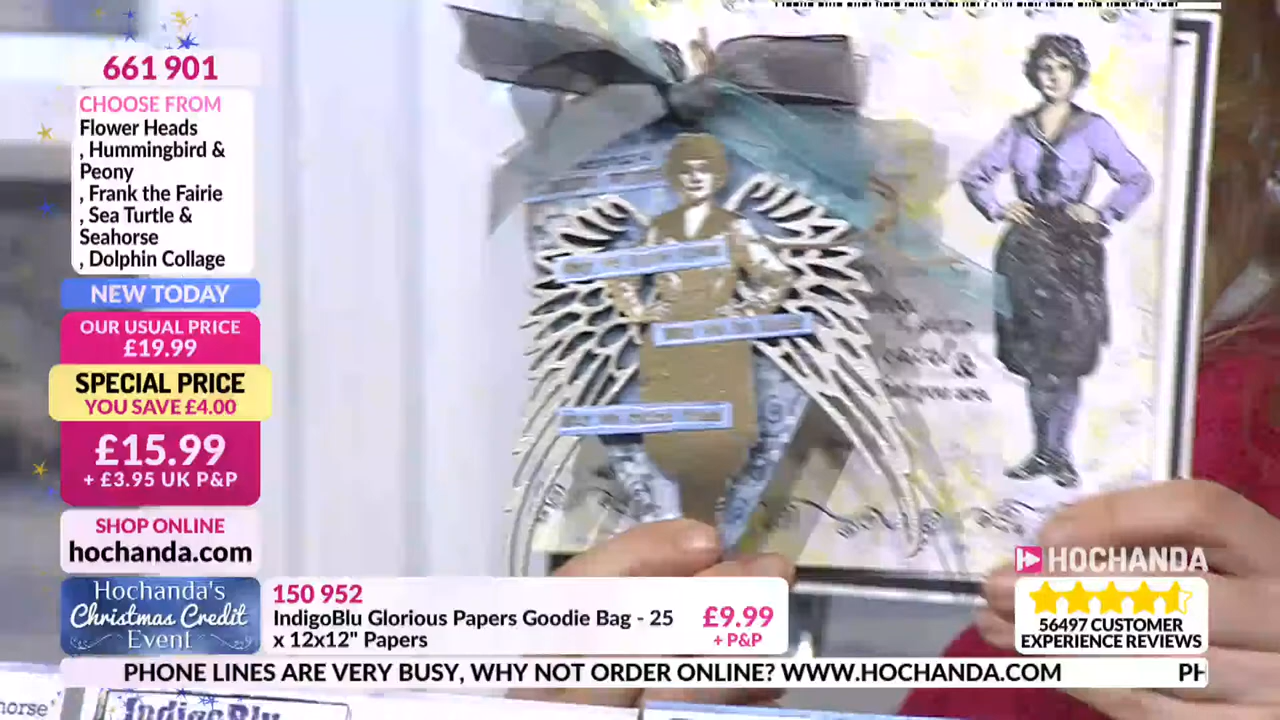 661 901
CHOOSE FROM
Flower Heads
, Hummingbird &
Peony
, Frank the Fairie
, Sea Turtle &
Seahorse
, Dolphin Collage
NEW TODAY
OUR USUAL PRICE
£19.99
SPECIAL PRICE
YOU SAVE £4.00
£15.99
+ £3.95 UK P&P
SHOP ONLINE
hochanda.com
Hochanda's
Christmas Credit
Event
150 952
IndigoBlu Glorious Papers Goodie Bag - 25
x 12x12" Papers
£9.99
+ P&P
HOCHANDA
56497 CUSTOMER
EXPERIENCE REVIEWS
PHONE LINES ARE VERY BUSY, WHY NOT ORDER ONLINE? WWW.HOCHANDA.COM
PH
horse'
IndigoBlu